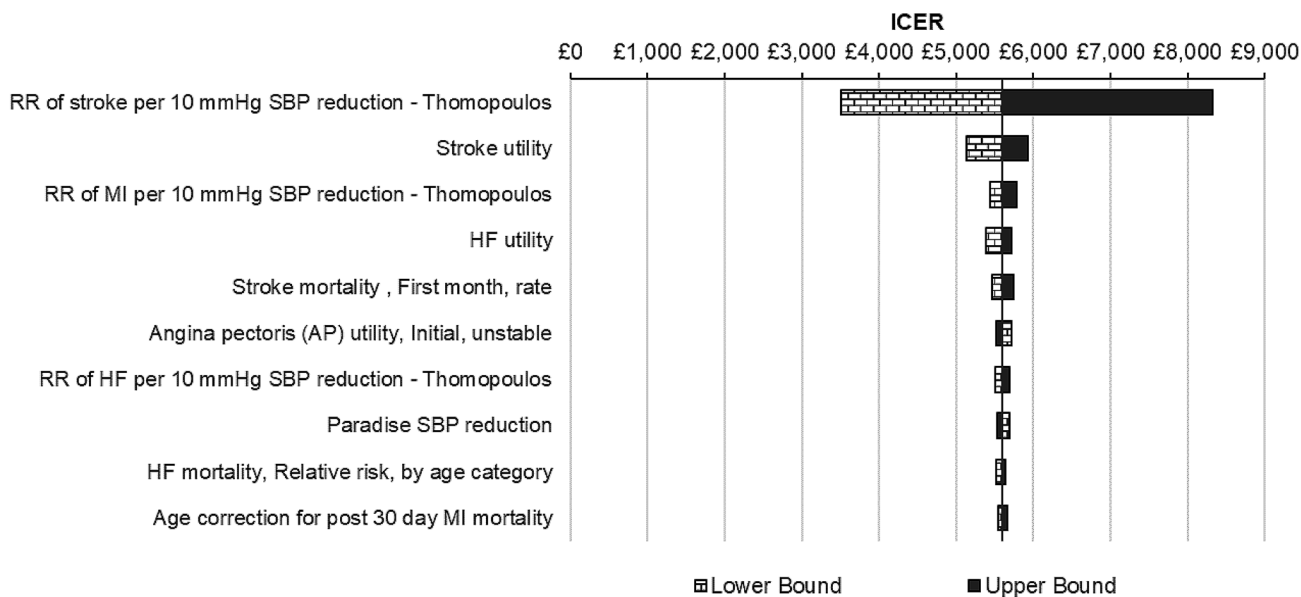 ICER
£0 £1,000 £2,000 £3,000 £4,000 £5,000 £6,000 £7,000 £8,000 £9,000
RR of stroke per 10 mmHg SBP reduction - Thomopoulos
Stroke utility
RR of MI per 10 mmHg SBP reduction - Thomopoulos
HF utility
Stroke mortality , First month, rate
Angina pectoris (AP) utility, Initial, unstable
RR of HF per 10 mmHg SBP reduction - Thomopoulos
Paradise SBP reduction
HF mortality, Relative risk, by age category
Age correction for post 30 day MI mortality
Lower Bound Upper Bound